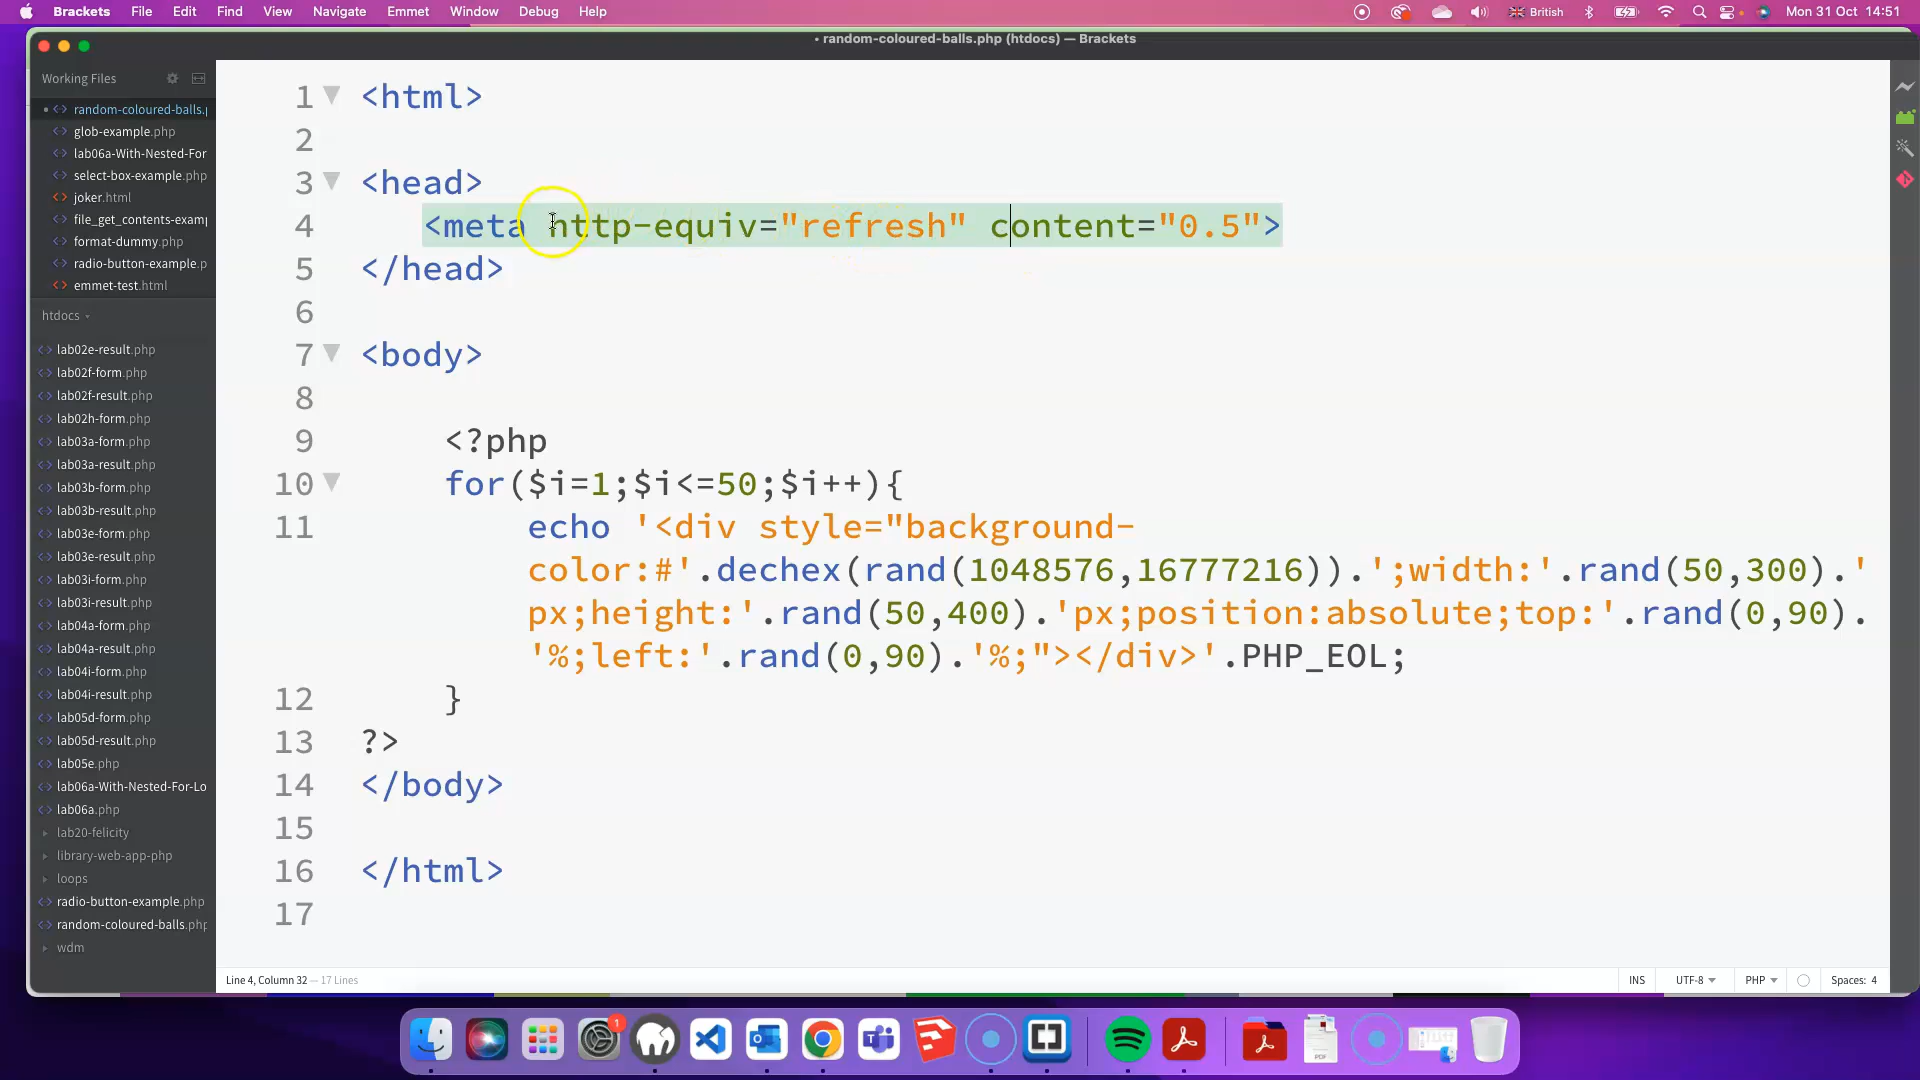 Brackets File Edit Find View Navigate Emmet Window Debug Help British Mon 31 Oct 14:51
• random-coloured-balls.php (htdocs) — Brackets
Working Files
random-coloured-balls.p
glob-example.php
lab06a-With-Nested-For
select-box-example.php
joker.html
file_get_contents-examp
format-dummy.php
radio-button-example.p
emmet-test.html
htdocs
lab02e-result.php
lab02f-form.php
lab02f-result.php
lab02h-form.php
lab03a-form.php
lab03a-result.php
lab03b-form.php
lab03b-result.php
lab03e-form.php
lab03e-result.php
lab03i-form.php
lab03i-result.php
lab04a-form.php
lab04a-result.php
lab04i-form.php
lab04i-result.php
lab05d-form.php
lab05d-result.php
lab05e.php
lab06a-With-Nested-For-Lo
lab06a.php
lab20-felicity
library-web-app-php
loops
radio-button-example.php
random-coloured-balls.php
wdm
1 <html>
2
3 <head>
4 <meta http-equiv="refresh" content="0.5">
5 </head>
6
7 <body>
8
9 <?php
10 for($i=1;$i<=50;$i++){
11 echo '<div style="background-
color:#'.dechex(rand(1048576,16777216)).';width:'.rand(50,300).'
px;height:'.rand(50,400).'px;position:absolute;top:'.rand(0,90).
'%;left:'.rand(0,90).'%;"></div>'.PHP_EOL;
12 }
13 ?>
14 </body>
15
16 </html>
17
Line 4, Column 32 — 17 Lines INS UTF-8 PHP Spaces: 4
1
PDF